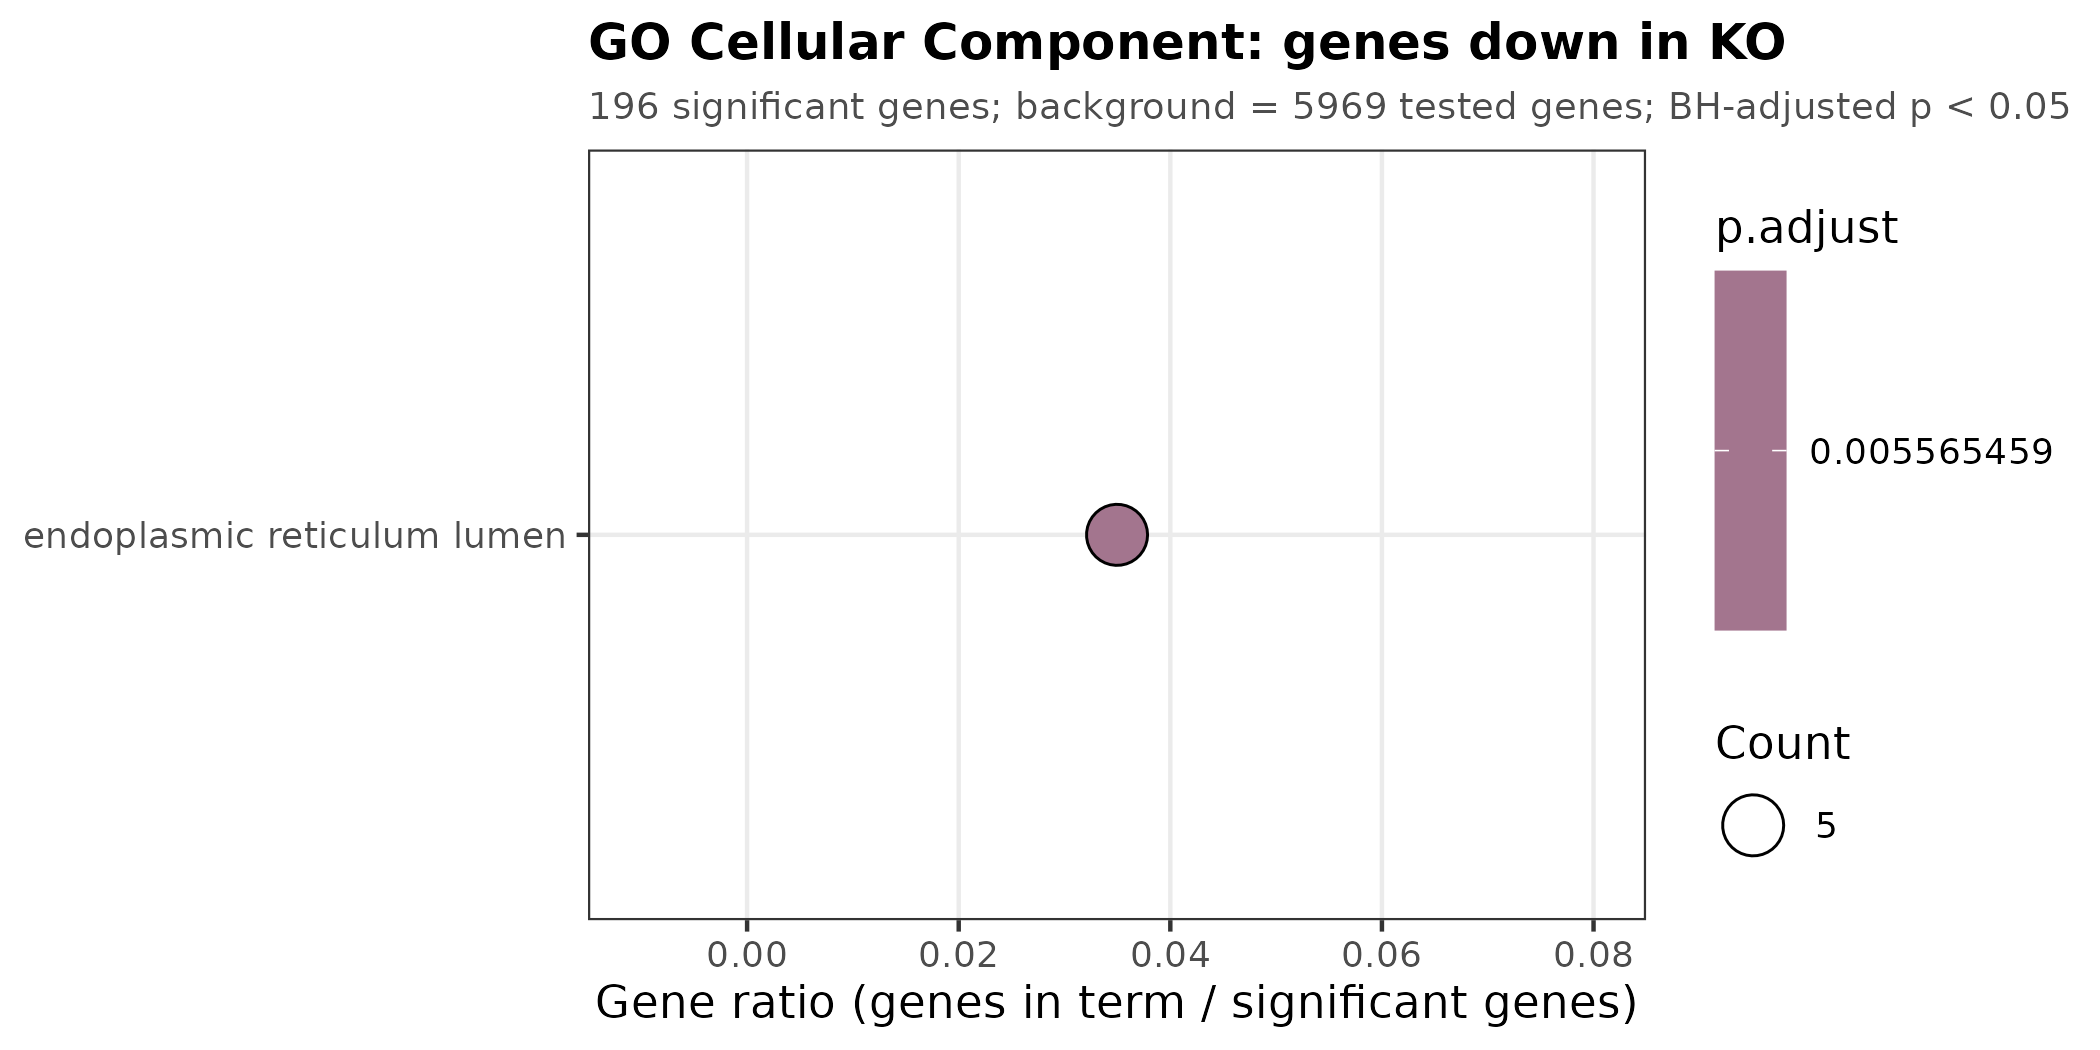 GO Cellular Component: genes down in KO
196 significant genes; background = 5969 tested genes; BH-adjusted p < 0.05
endoplasmic reticulum lumen
0.00 0.02 0.04 0.06 0.08
Gene ratio (genes in term / significant genes)
p.adjust
0.005565459
Count
5